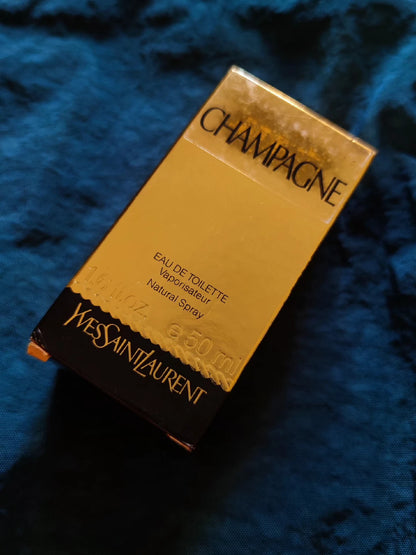 CHAMPAGNE
EAU DE TOILETTE
Vaporisateur
Natural Spray
1.6 fl. oz. e 50 ml
YVESSAINTLAURENT